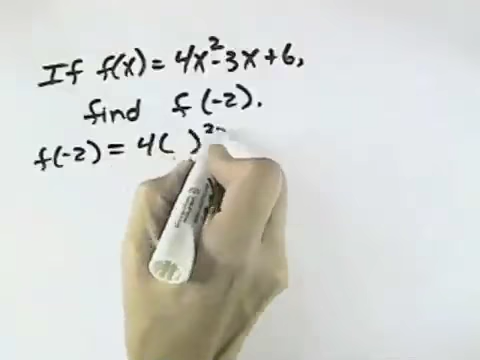 If f(x) = 4x²-3x+6,
find f(-2).
f(-2) = 4( )²-